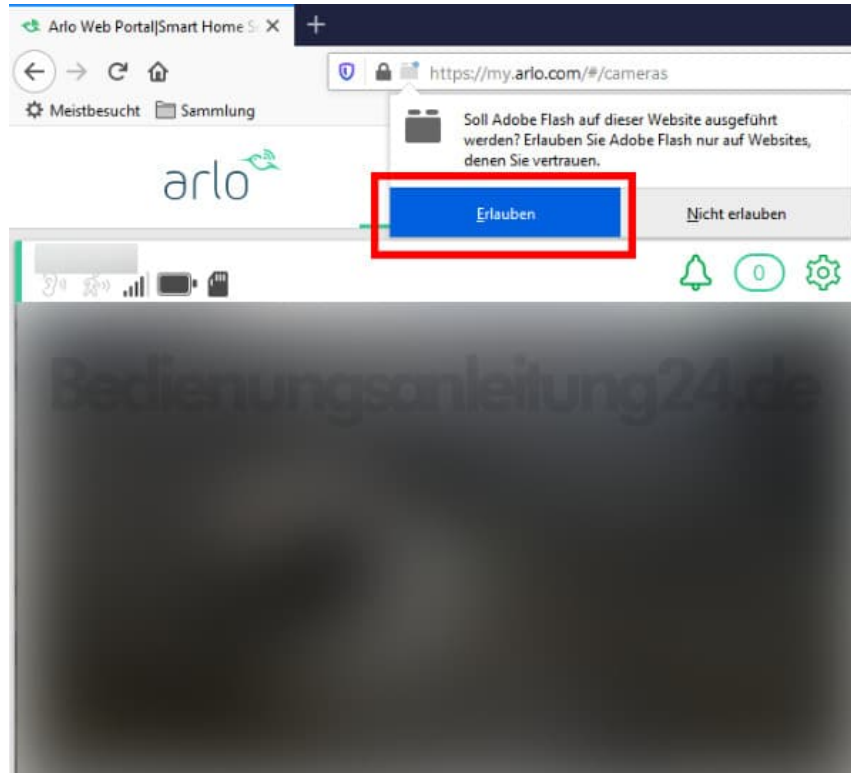 Arlo Web Portal|Smart Home S
https://my.arlo.com/#/cameras
Meistbesucht
Sammlung
Soll Adobe Flash auf dieser Website ausgeführt
werden? Erlauben Sie Adobe Flash nur auf Websites,
denen Sie vertrauen.
arlo
Erlauben
Nicht erlauben
0
Bedienungsanleitung24.de